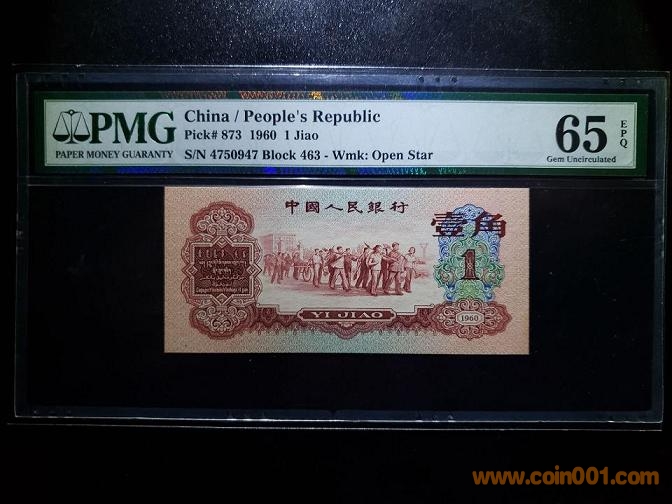 PMG
PAPER MONEY GUARANTY
China / People's Republic
Pick# 873 1960 1 Jiao
S/N 4750947 Block 463 - Wmk: Open Star
65 EPQ
Gem Uncirculated
中國人民銀行
壹角
1
YI JIAO
1960
www.coin001.com